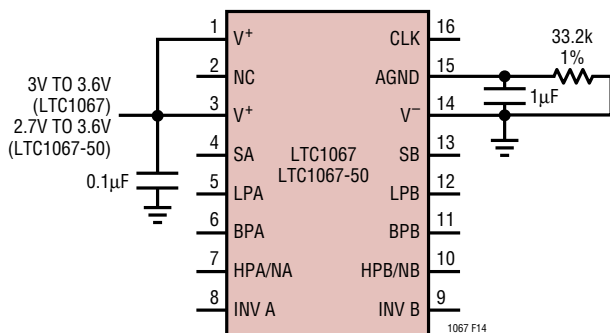 1
V+
2
NC
3
V+
4
SA
5
LPA
6
BPA
7
HPA/NA
8
INV A
3V TO 3.6V
(LTC1067)
2.7V TO 3.6V
(LTC1067-50)
0.1µF
LTC1067
LTC1067-50
16
CLK
15
AGND
14
V−
13
SB
12
LPB
11
BPB
10
HPB/NB
9
INV B
33.2k
1%
1µF
1067 F14